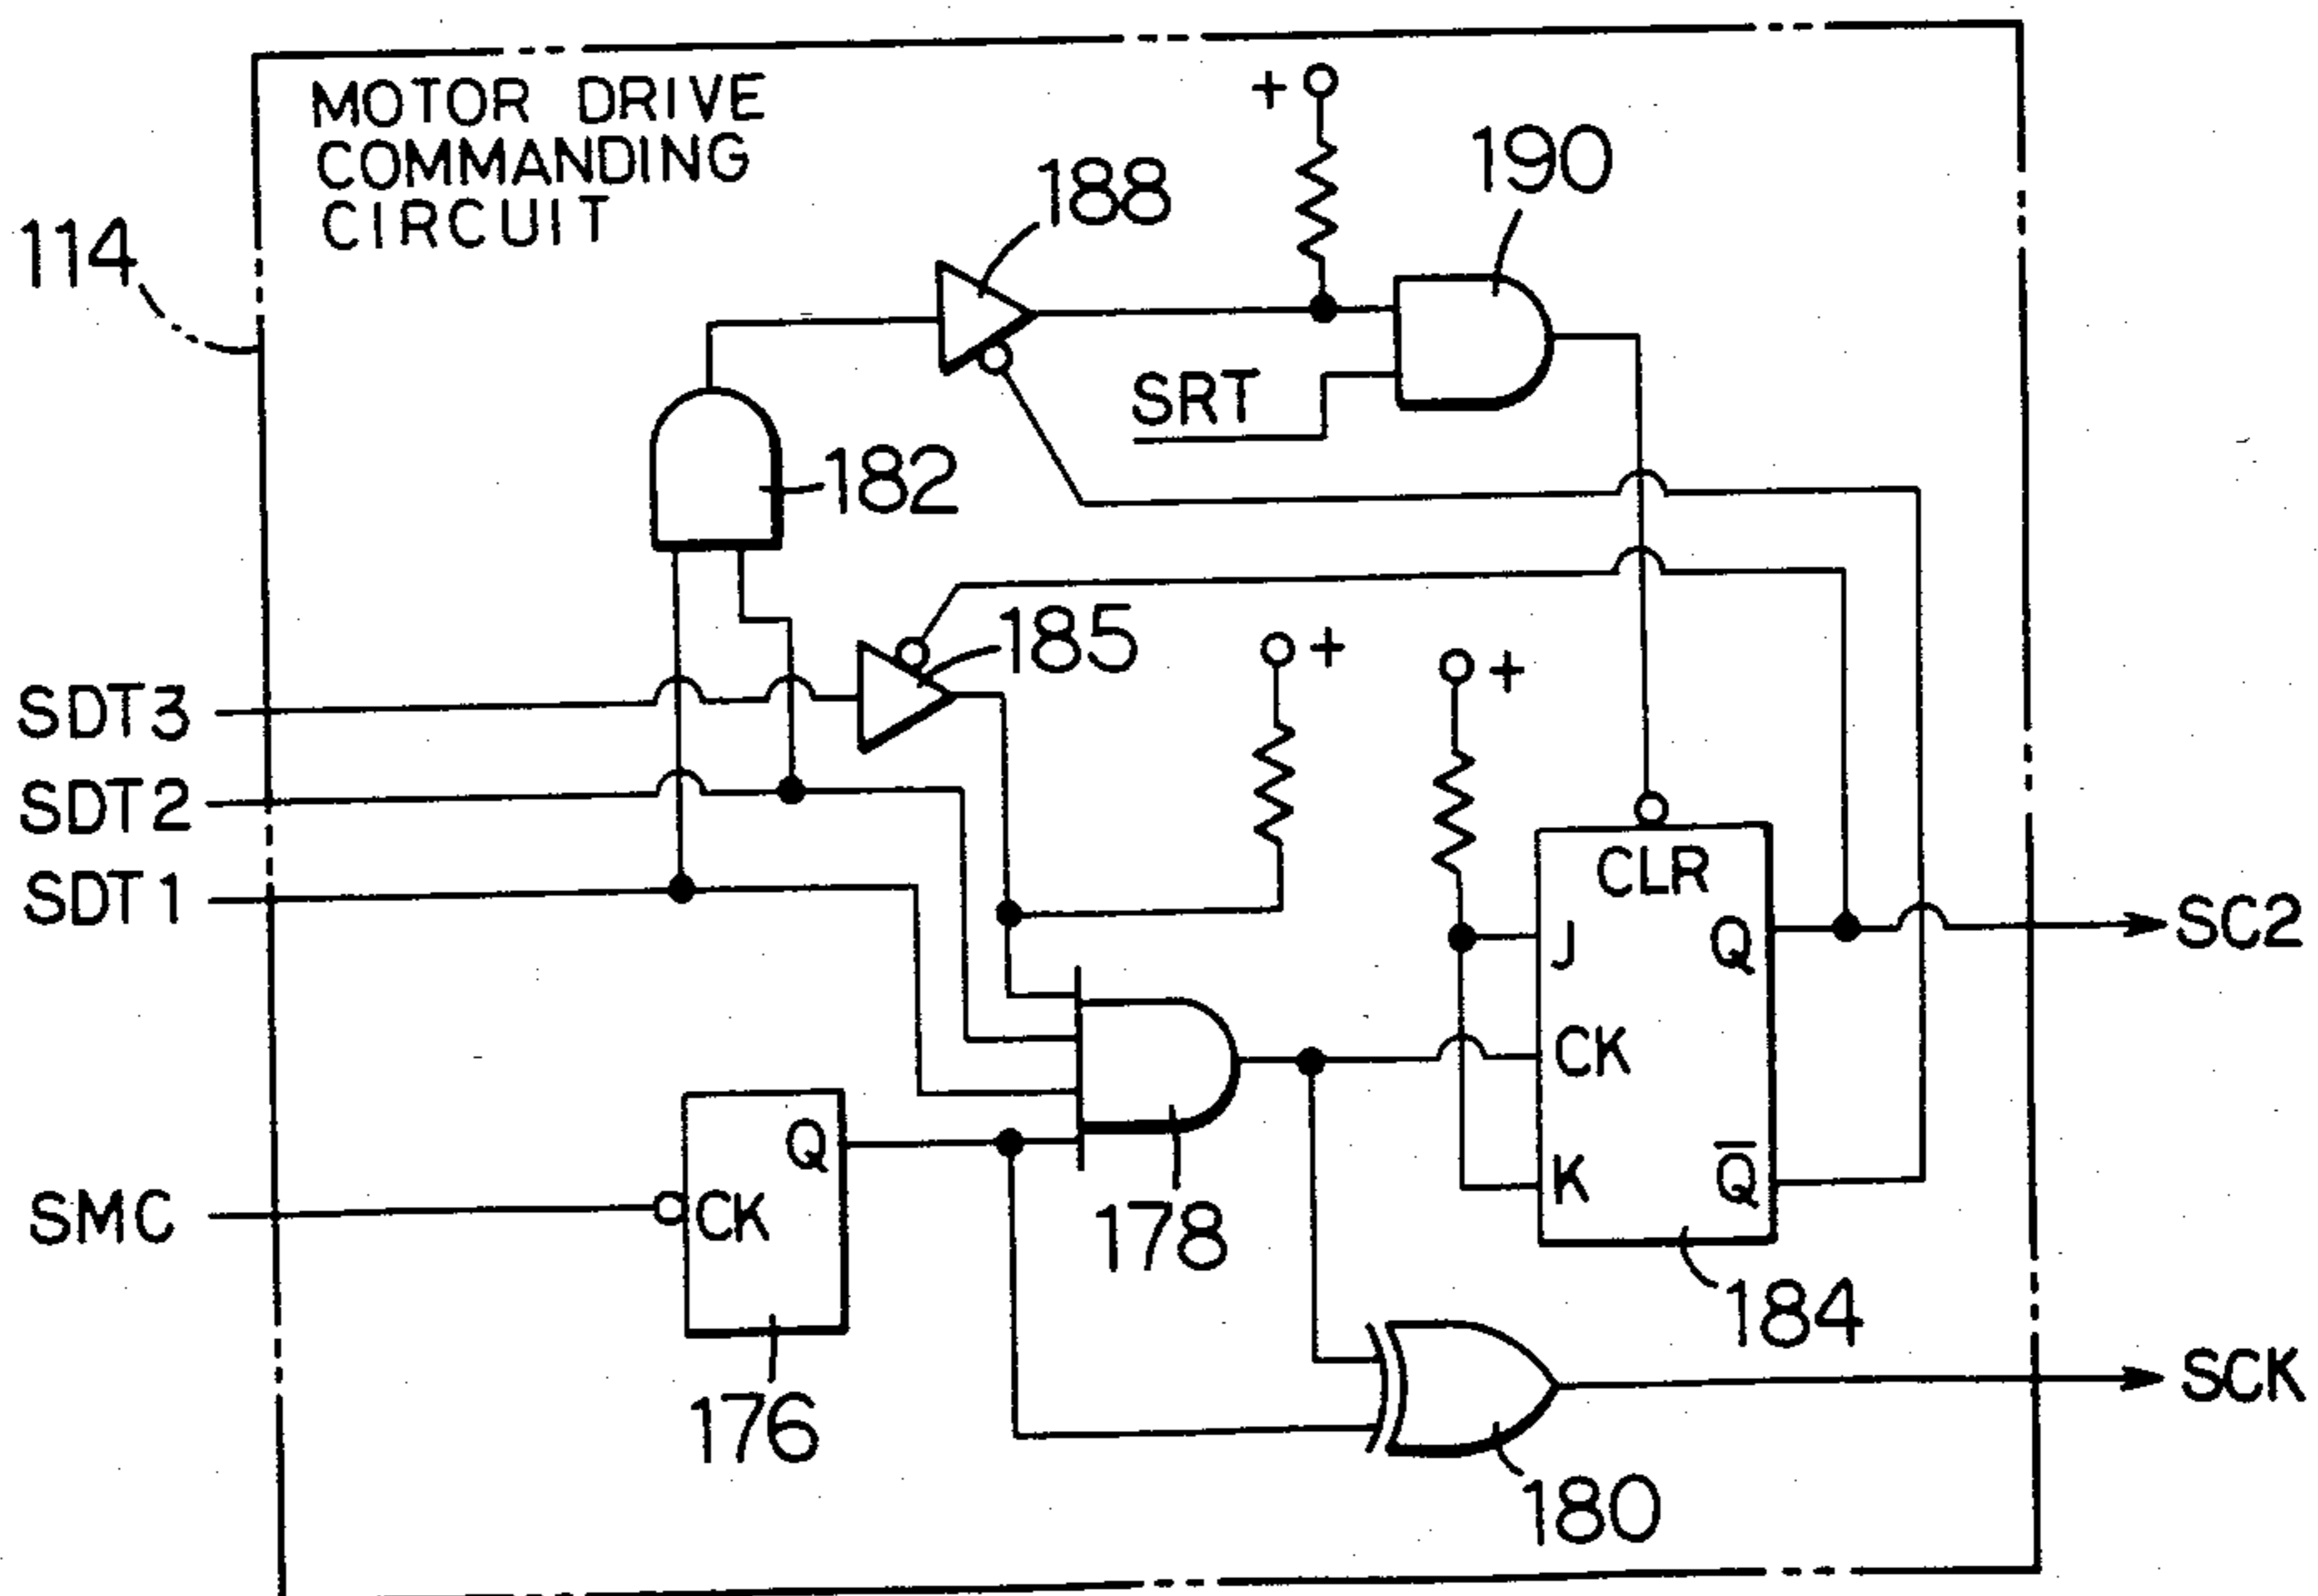 MOTOR DRIVE
COMMANDING
CIRCUIT
114
188
+
190
SRT
182
185
+
+
SDT3
SDT2
SDT1
SMC
CLR
J
Q
CK
K
Q̅
SC2
Q
CK
178
184
176
180
SCK